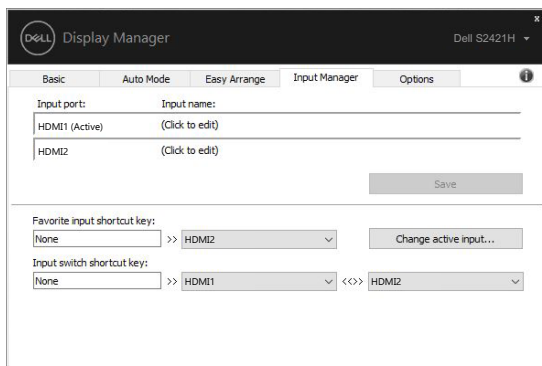 x
DELL Display Manager Dell S2421H
Basic Auto Mode Easy Arrange Input Manager Options i
Input port: Input name:
HDMI1 (Active) (Click to edit)
HDMI2 (Click to edit)
Save
Favorite input shortcut key:
None >> HDMI2 Change active input...
Input switch shortcut key:
None >> HDMI1 <<>> HDMI2